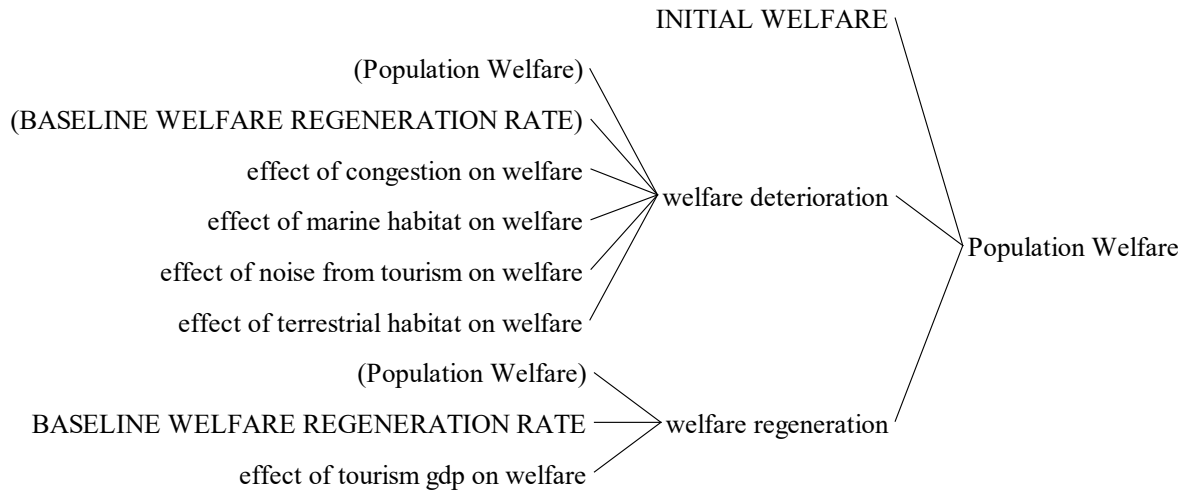 INITIAL WELFARE
(Population Welfare)
(BASELINE WELFARE REGENERATION RATE)
effect of congestion on welfare
effect of marine habitat on welfare
effect of noise from tourism on welfare
effect of terrestrial habitat on welfare
welfare deterioration
Population Welfare
(Population Welfare)
BASELINE WELFARE REGENERATION RATE
effect of tourism gdp on welfare
welfare regeneration